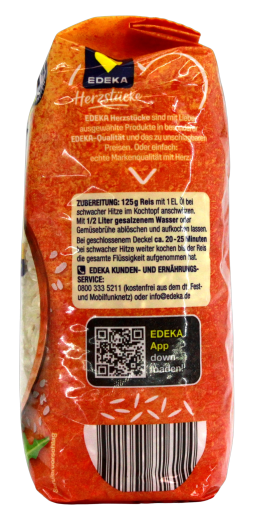 EDEKA
Herzstücke
EDEKA Herzstücke sind mit Liebe
ausgewählte Produkte in
EDEKA-Qualität und das zu unschlagbaren
Preisen. Oder einfach:
echte Markenqualität mit Herz.
ZUBEREITUNG: 125g Reis mit 1 EL Öl bei
schwacher Hitze im Kochtopf anschwitzen.
Mit 1/2 Liter gesalzenem Wasser oder
Gemüsebrühe ablöschen und aufkochen lassen.
Bei geschlossenem Deckel ca. 20-25 Minuten
bei schwacher Hitze weiter kochen bis der Reis
die gesamte Flüssigkeit aufgenommen hat.
EDEKA KUNDEN- UND ERNÄHRUNGS-
SERVICE:
0800 333 5211 (kostenfrei aus dem dt. Fest-
und Mobilfunknetz) oder info@edeka.de
EDEKA
App
down-
loaden!